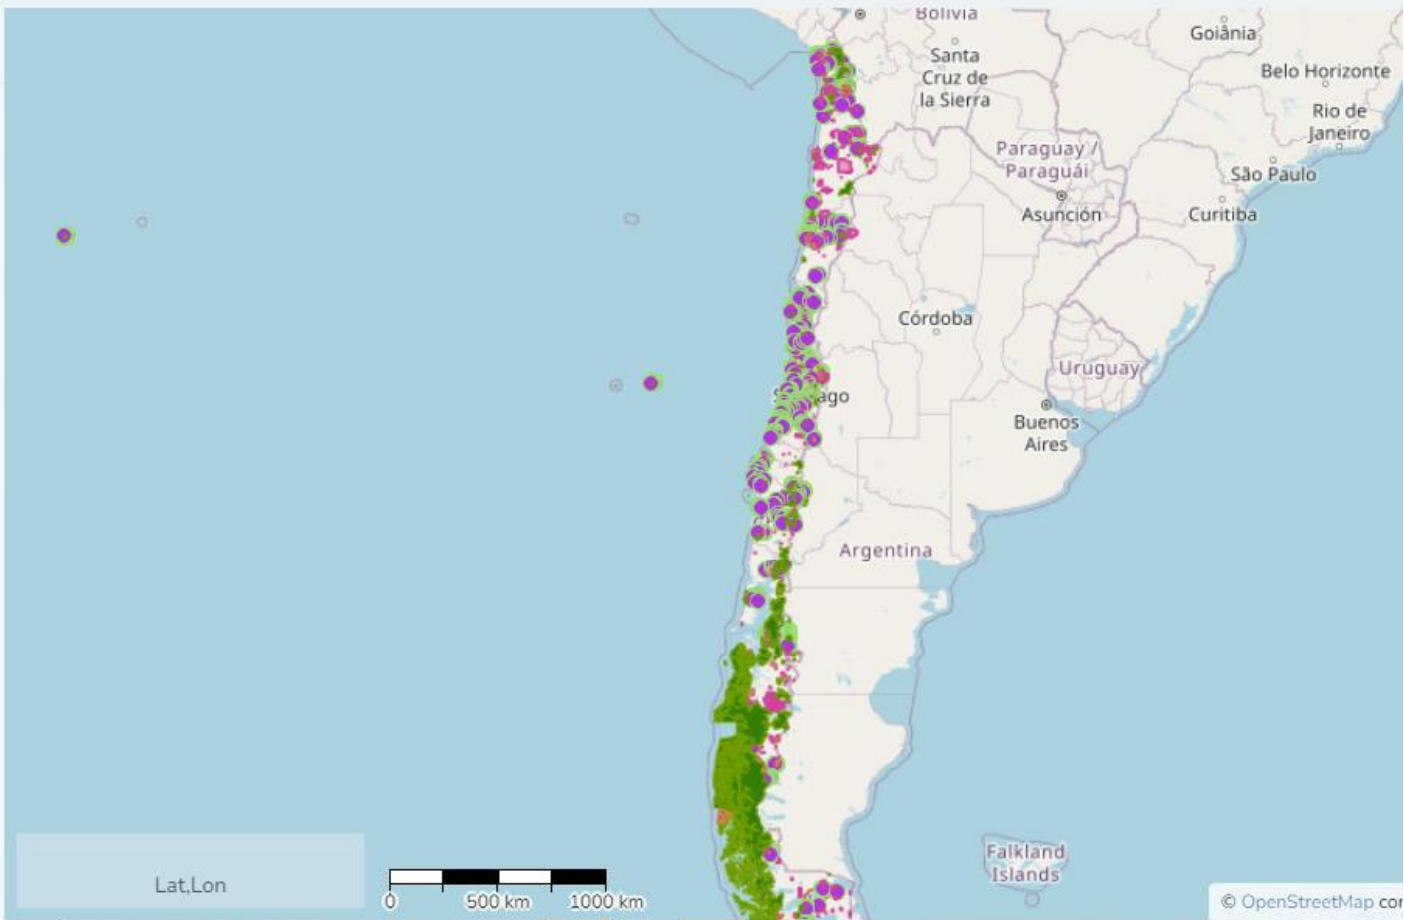 Bolivia
Goiânia
Santa
Cruz de
la Sierra
Belo Horizonte
Rio de
Janeiro
Paraguay /
Paraguái
São Paulo
Asunción
Curitiba
Córdoba
Uruguay
ago
Buenos
Aires
Argentina
Falkland
Islands
Lat,Lon
0
500 km
1000 km
© OpenStreetMap con